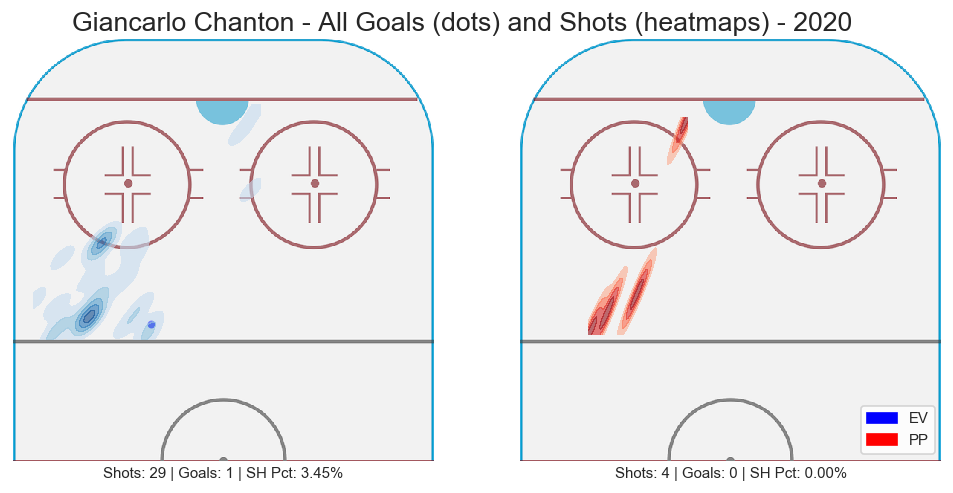 Giancarlo Chanton - All Goals (dots) and Shots (heatmaps) - 2020
EV
PP
Shots: 29 | Goals: 1 | SH Pct: 3.45%
Shots: 4 | Goals: 0 | SH Pct: 0.00%